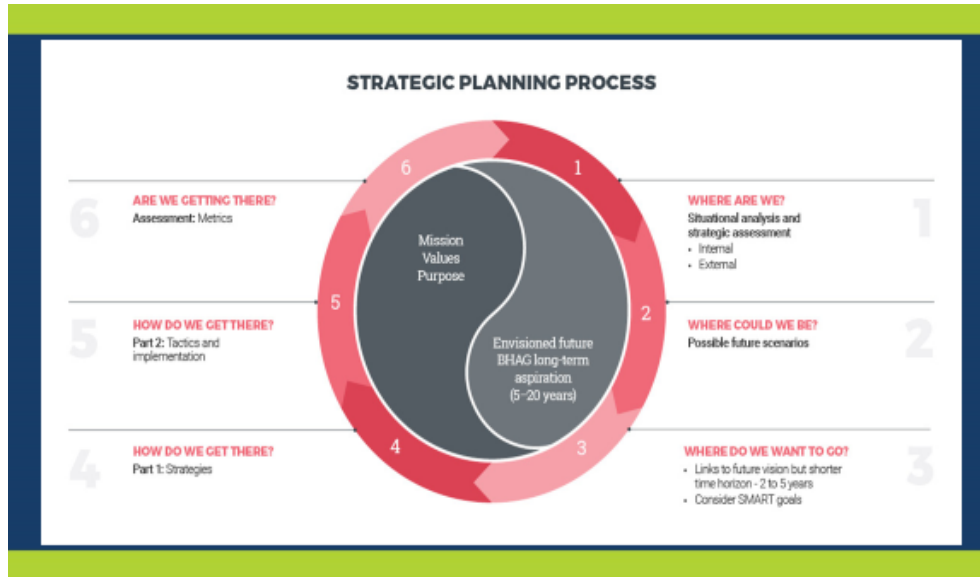 STRATEGIC PLANNING PROCESS
1
WHERE ARE WE?
Situational analysis and
strategic assessment
• Internal
• External
1
2
WHERE COULD WE BE?
Possible future scenarios
2
3
WHERE DO WE WANT TO GO?
• Links to future vision but shorter
time horizon - 2 to 5 years
• Consider SMART goals
3
4
HOW DO WE GET THERE?
Part 1: Strategies
4
5
HOW DO WE GET THERE?
Part 2: Tactics and
implementation
5
6
ARE WE GETTING THERE?
Assessment: Metrics
6
Mission
Values
Purpose
Envisioned future
BHAG long-term
aspiration
(5–20 years)